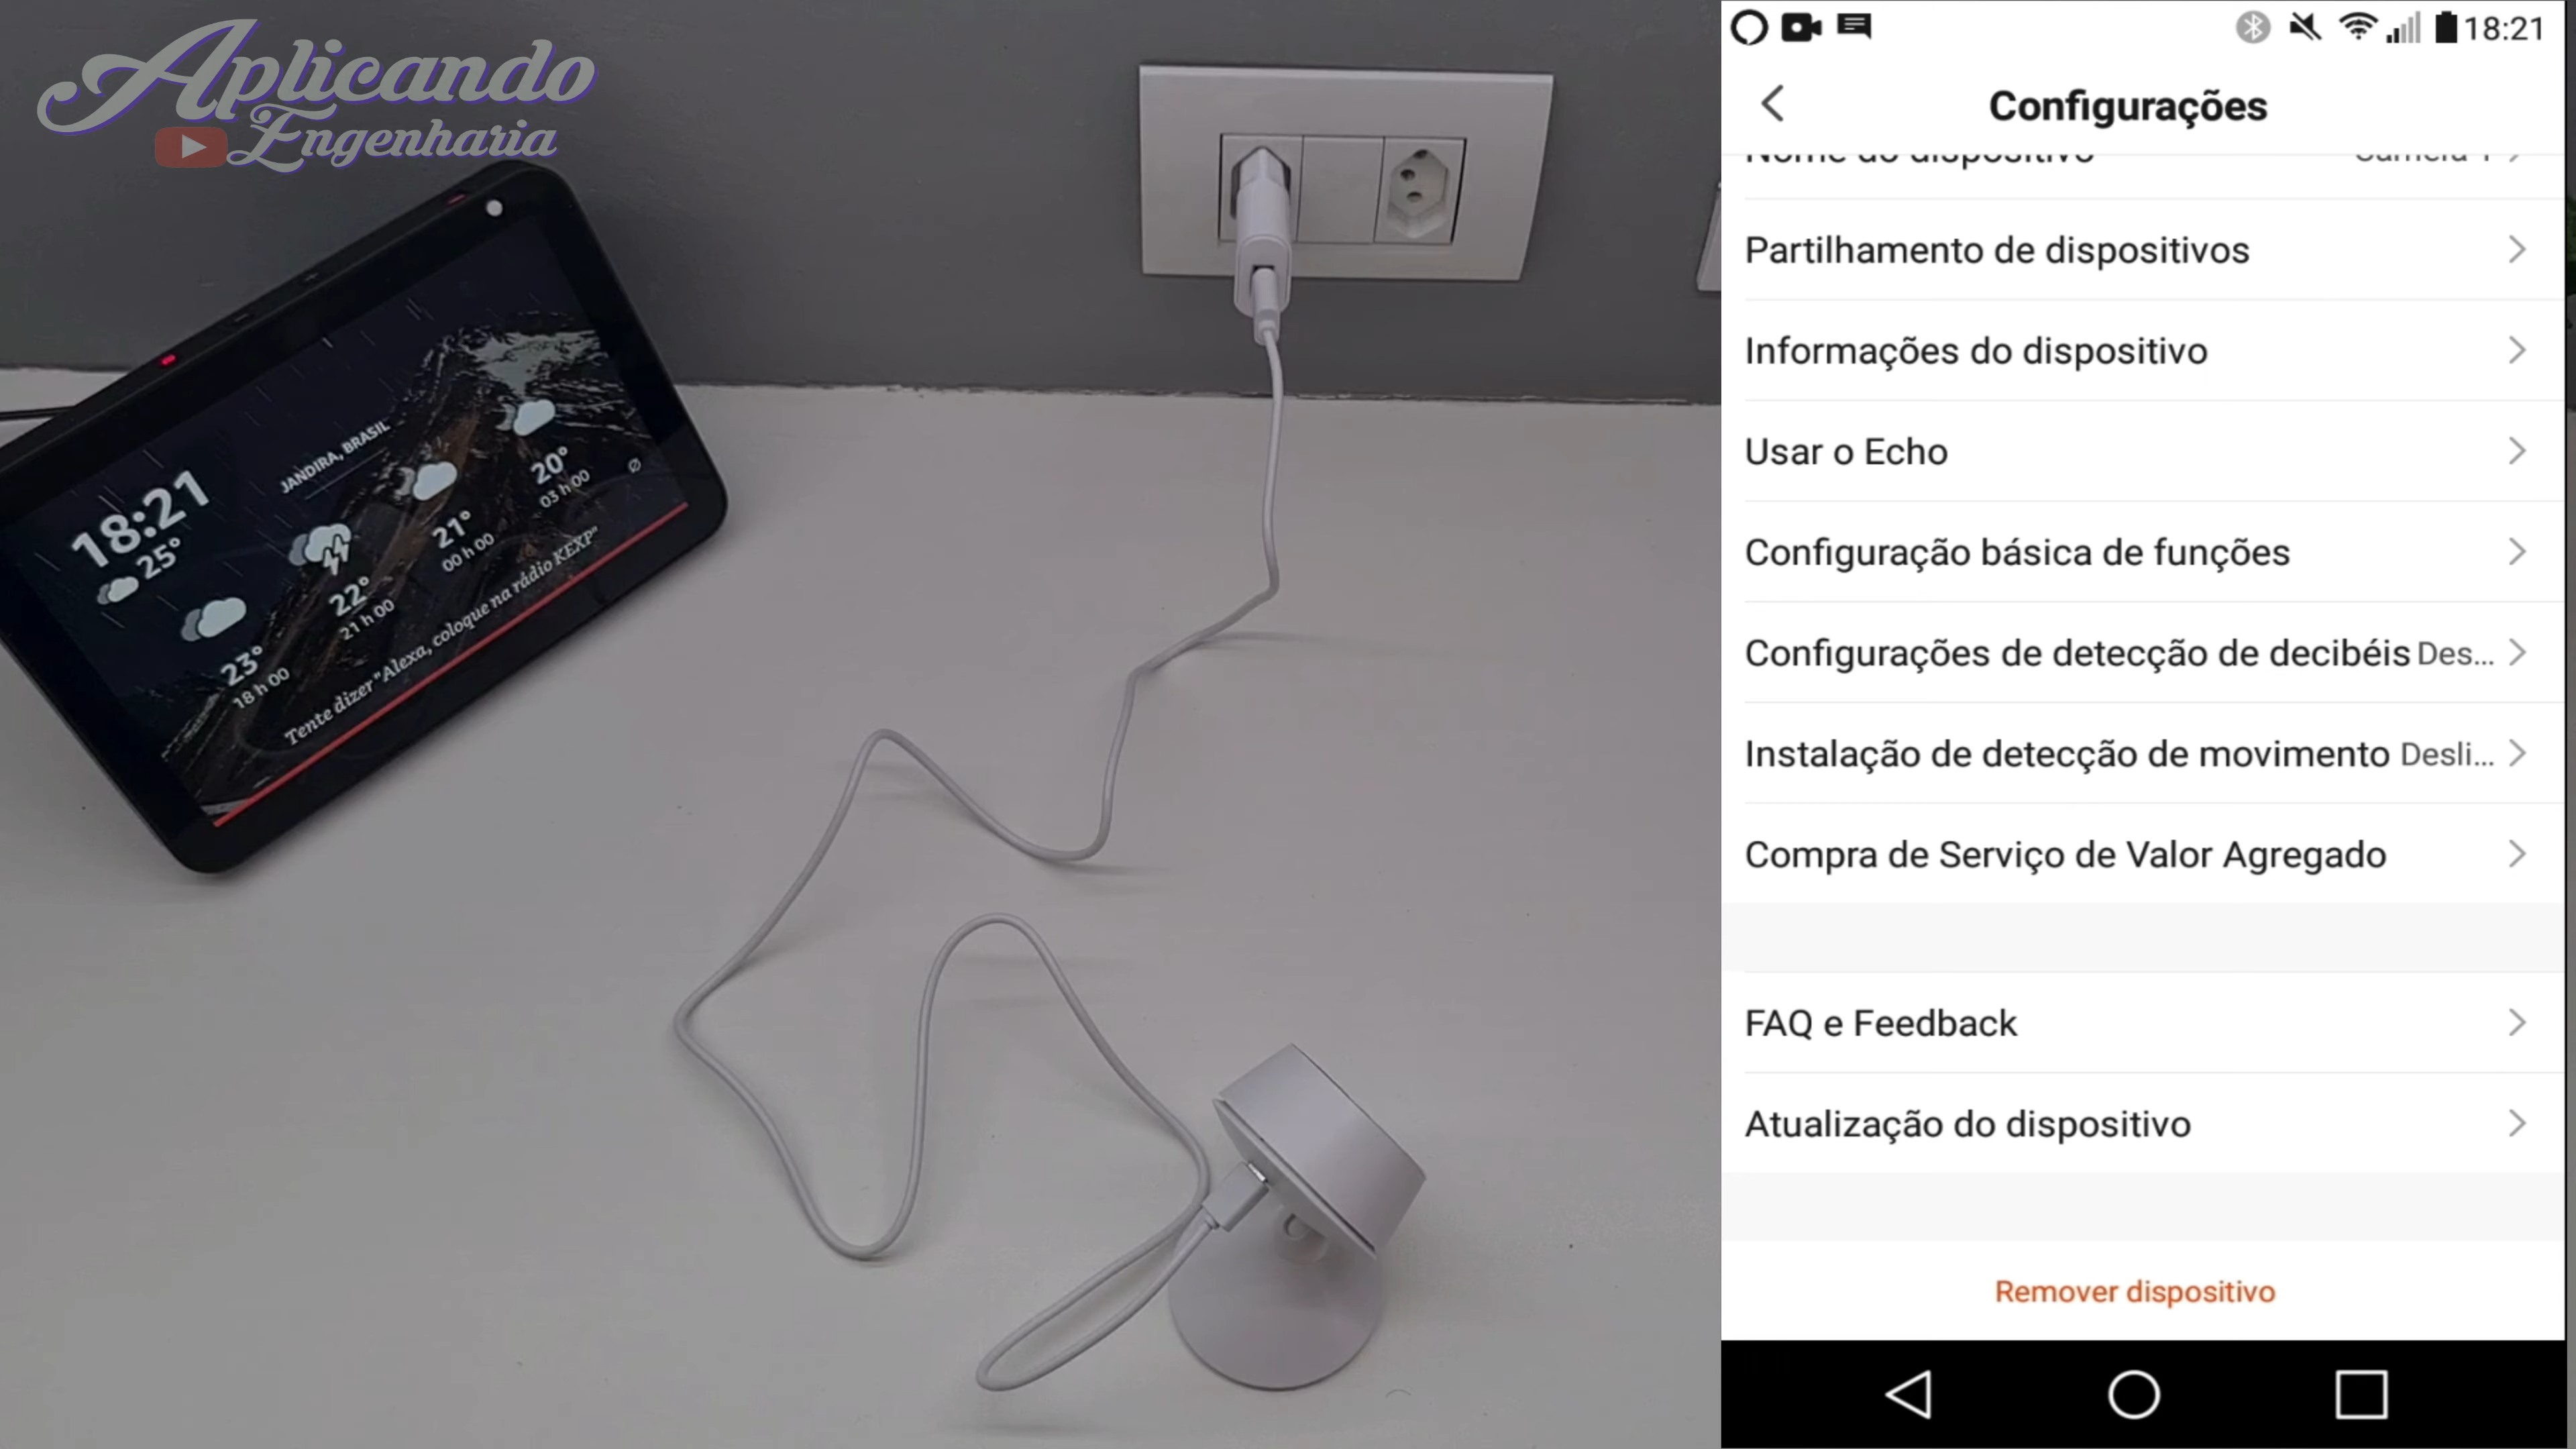 Aplicando
Engenharia
18:21
25°
JANDIRA, BRASIL
23°
18 h 00
22°
21 h 00
21°
00 h 00
20°
03 h 00
Tente dizer "Alexa, coloque na rádio KEXP"
18:21
Configurações
Nome do dispositivo
Partilhamento de dispositivos
Informações do dispositivo
Usar o Echo
Configuração básica de funções
Configurações de detecção de decibéis Des...
Instalação de detecção de movimento Desli...
Compra de Serviço de Valor Agregado
FAQ e Feedback
Atualização do dispositivo
Remover dispositivo